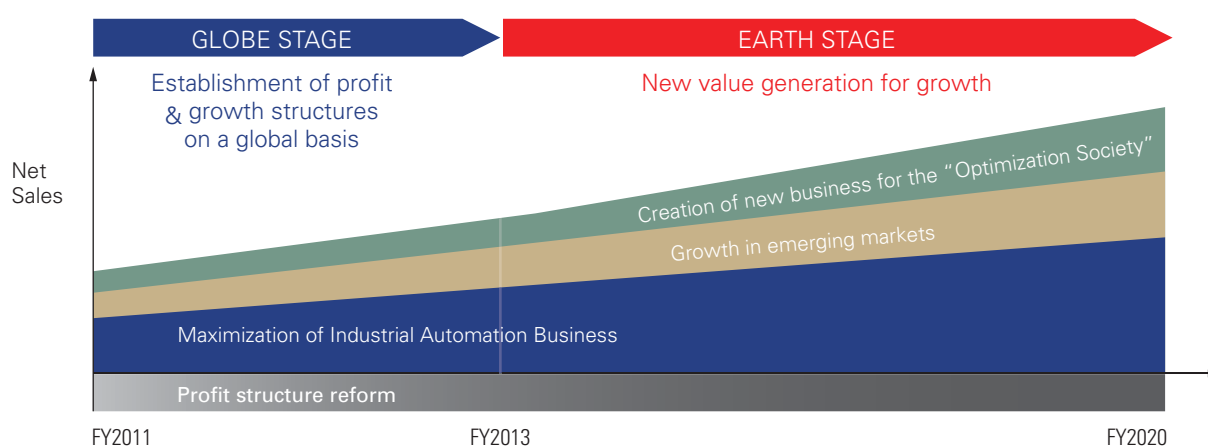 GLOBE STAGE
EARTH STAGE
Establishment of profit
& growth structures
on a global basis
New value generation for growth
Net
Sales
Creation of new business for the “Optimization Society”
Growth in emerging markets
Maximization of Industrial Automation Business
Profit structure reform
FY2011
FY2013
FY2020